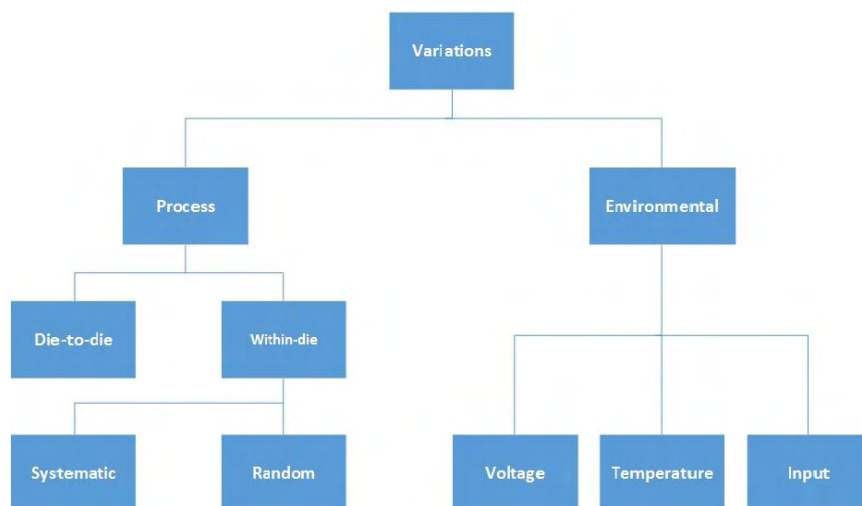 Variations
Process
Environmental
Die-to-die
Within-die
Systematic
Random
Voltage
Temperature
Input